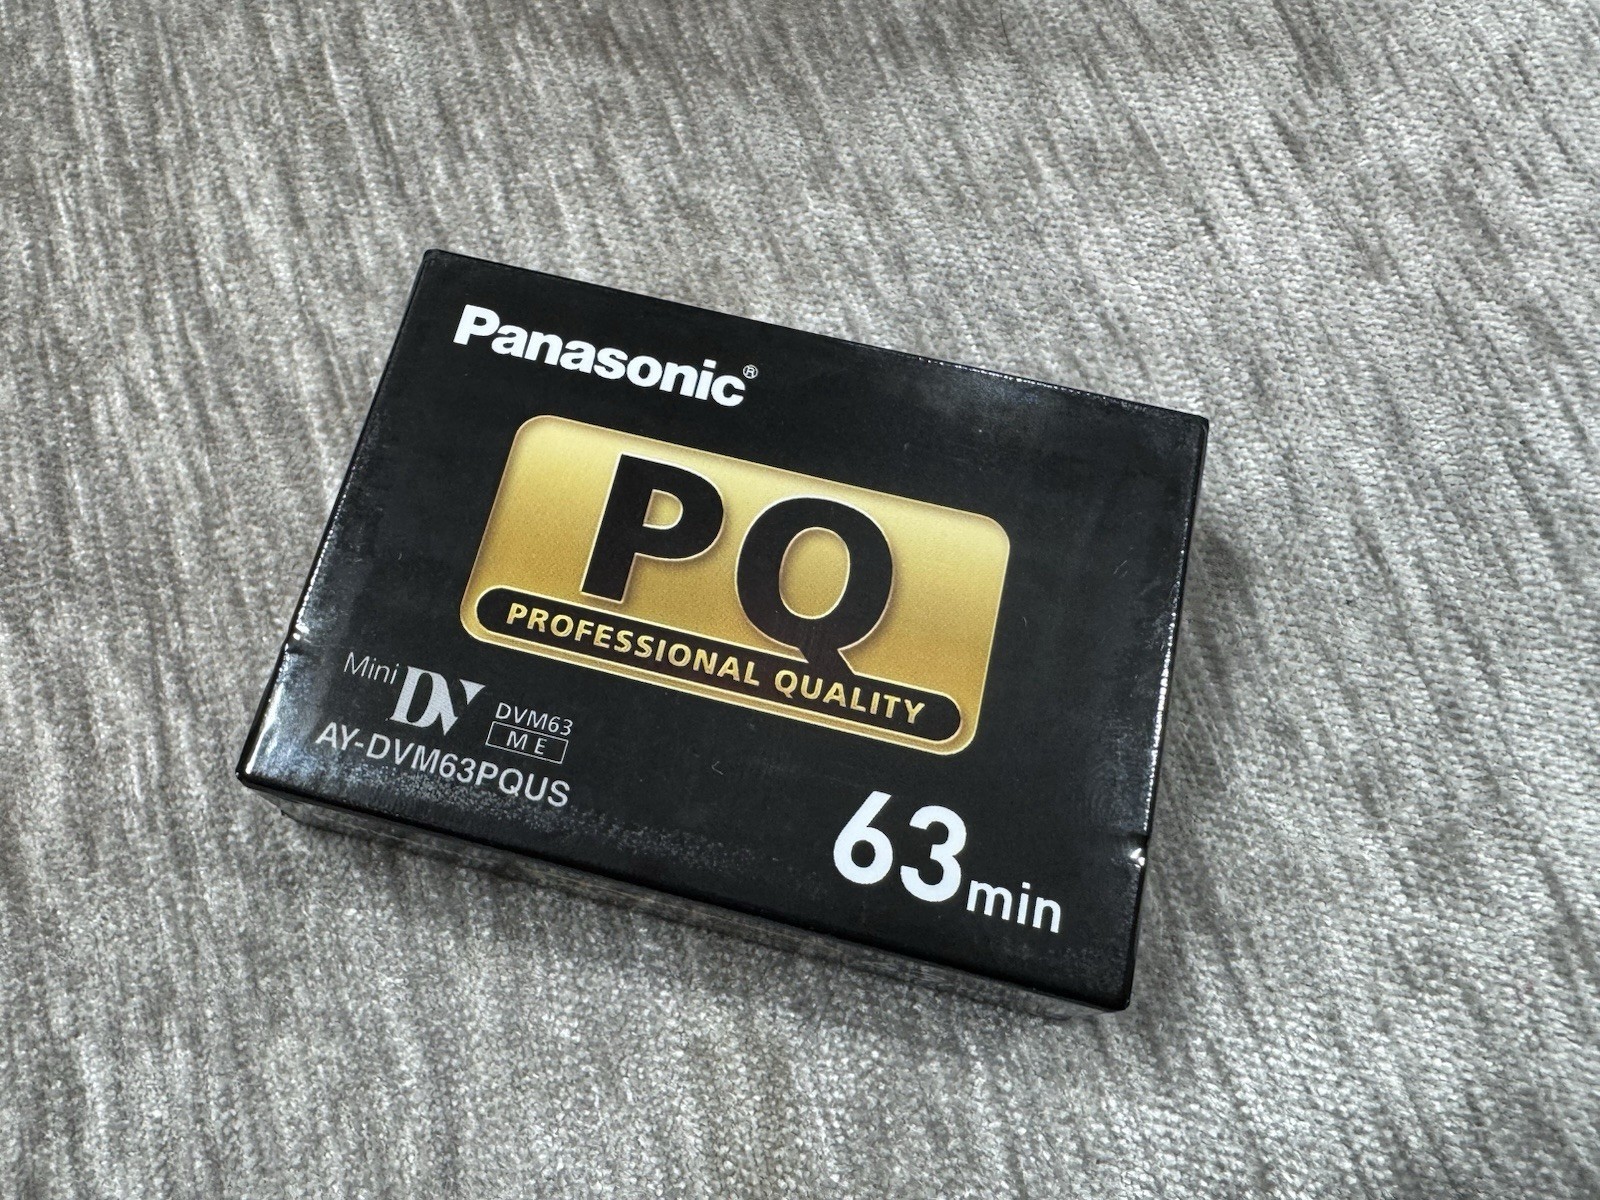 Panasonic®
PQ
PROFESSIONAL QUALITY
Mini DV
DVM63
ME
AY-DVM63PQUS
63min